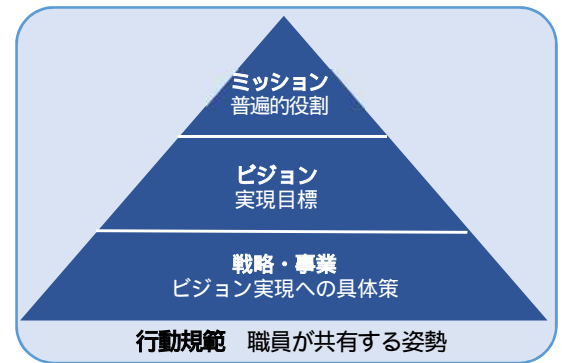 ミッション
普遍的役割
ビジョン
実現目標
戦略・事業
ビジョン実現への具体策
行動規範　職員が共有する姿勢